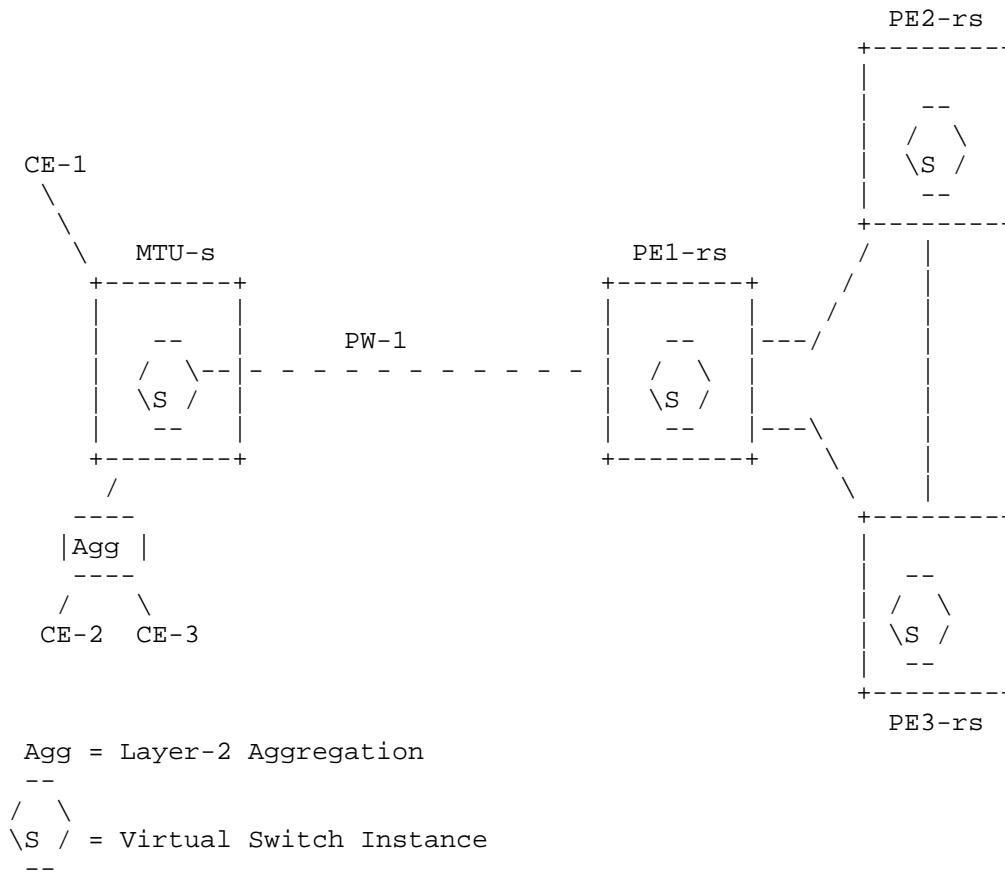 PE2-rs
S
CE-1
MTU-s PE1-rs
PW-1
S S
Agg
S
CE-2 CE-3
PE3-rs
Agg = Layer-2 Aggregation
S = Virtual Switch Instance